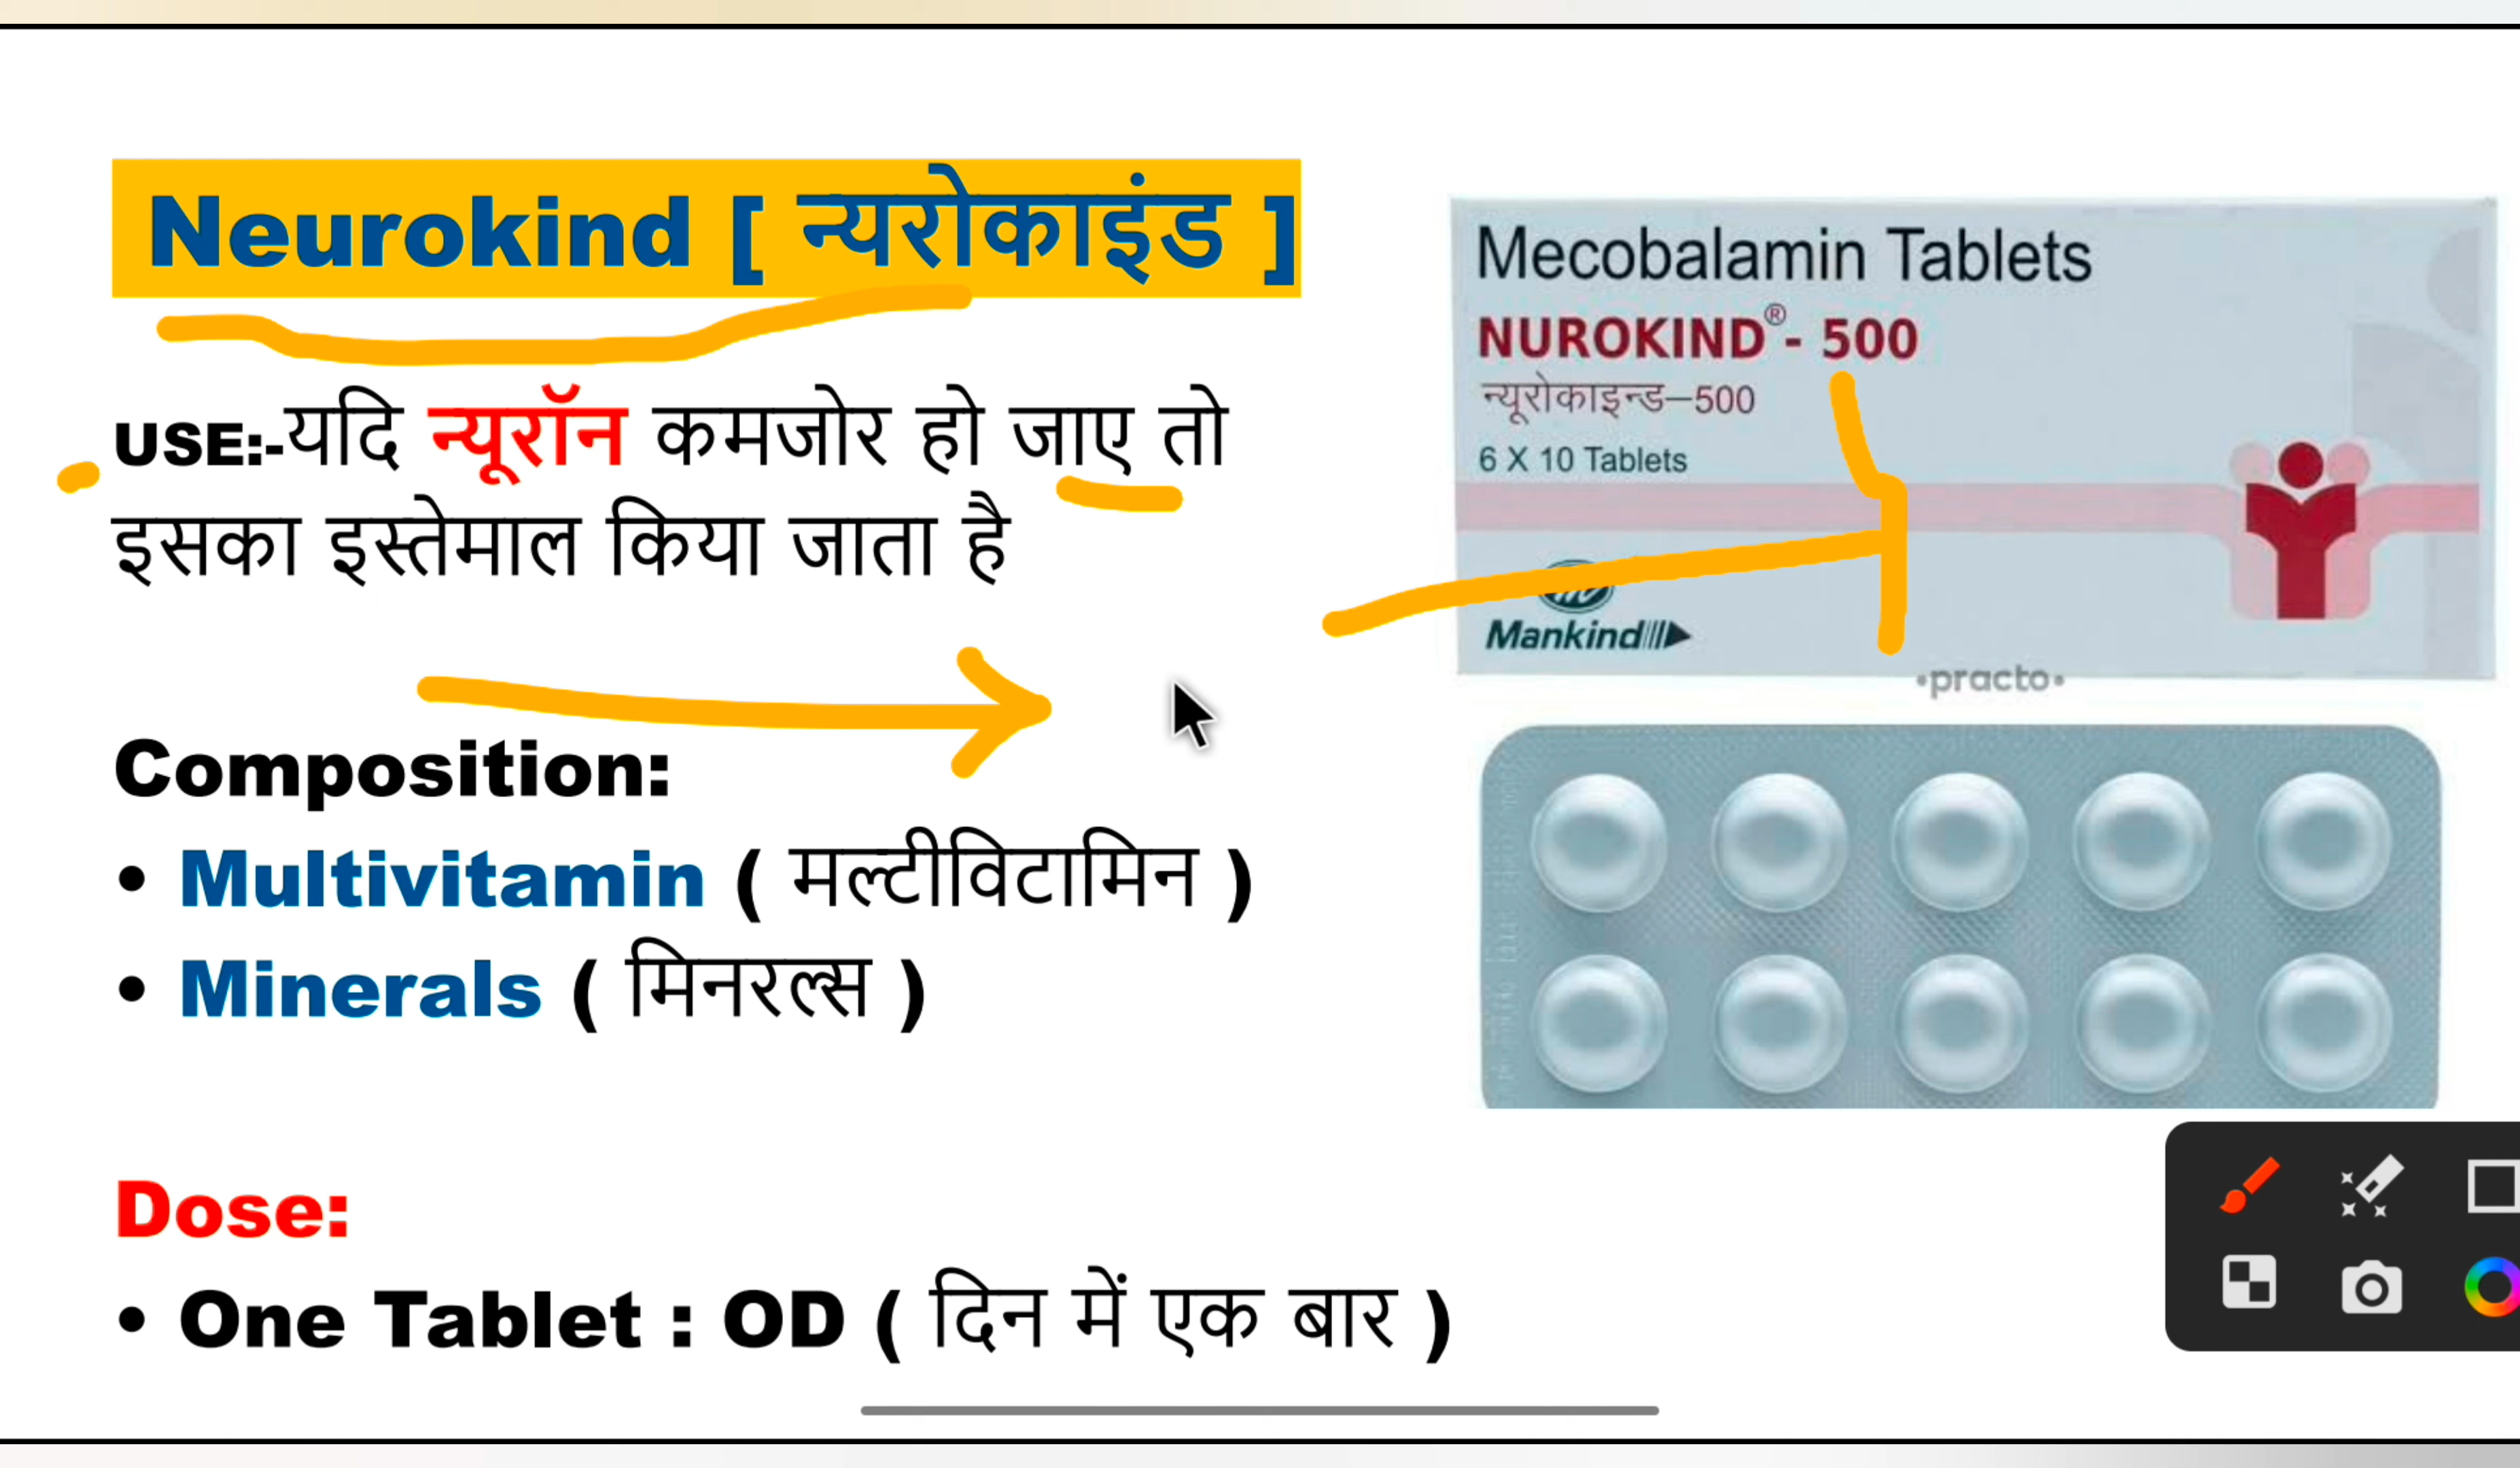 Neurokind [ न्यरोकाइंड ]
USE:-यदि न्यूरॉन कमजोर हो जाए तो
इसका इस्तेमाल किया जाता है
Composition:
• Multivitamin ( मल्टीविटामिन )
• Minerals ( मिनरल्स )
Dose:
• One Tablet : OD ( दिन में एक बार )
Mecobalamin Tablets
NUROKIND®- 500
न्यूरोकाइन्ड–500
6 X 10 Tablets
Mankind
•practo•